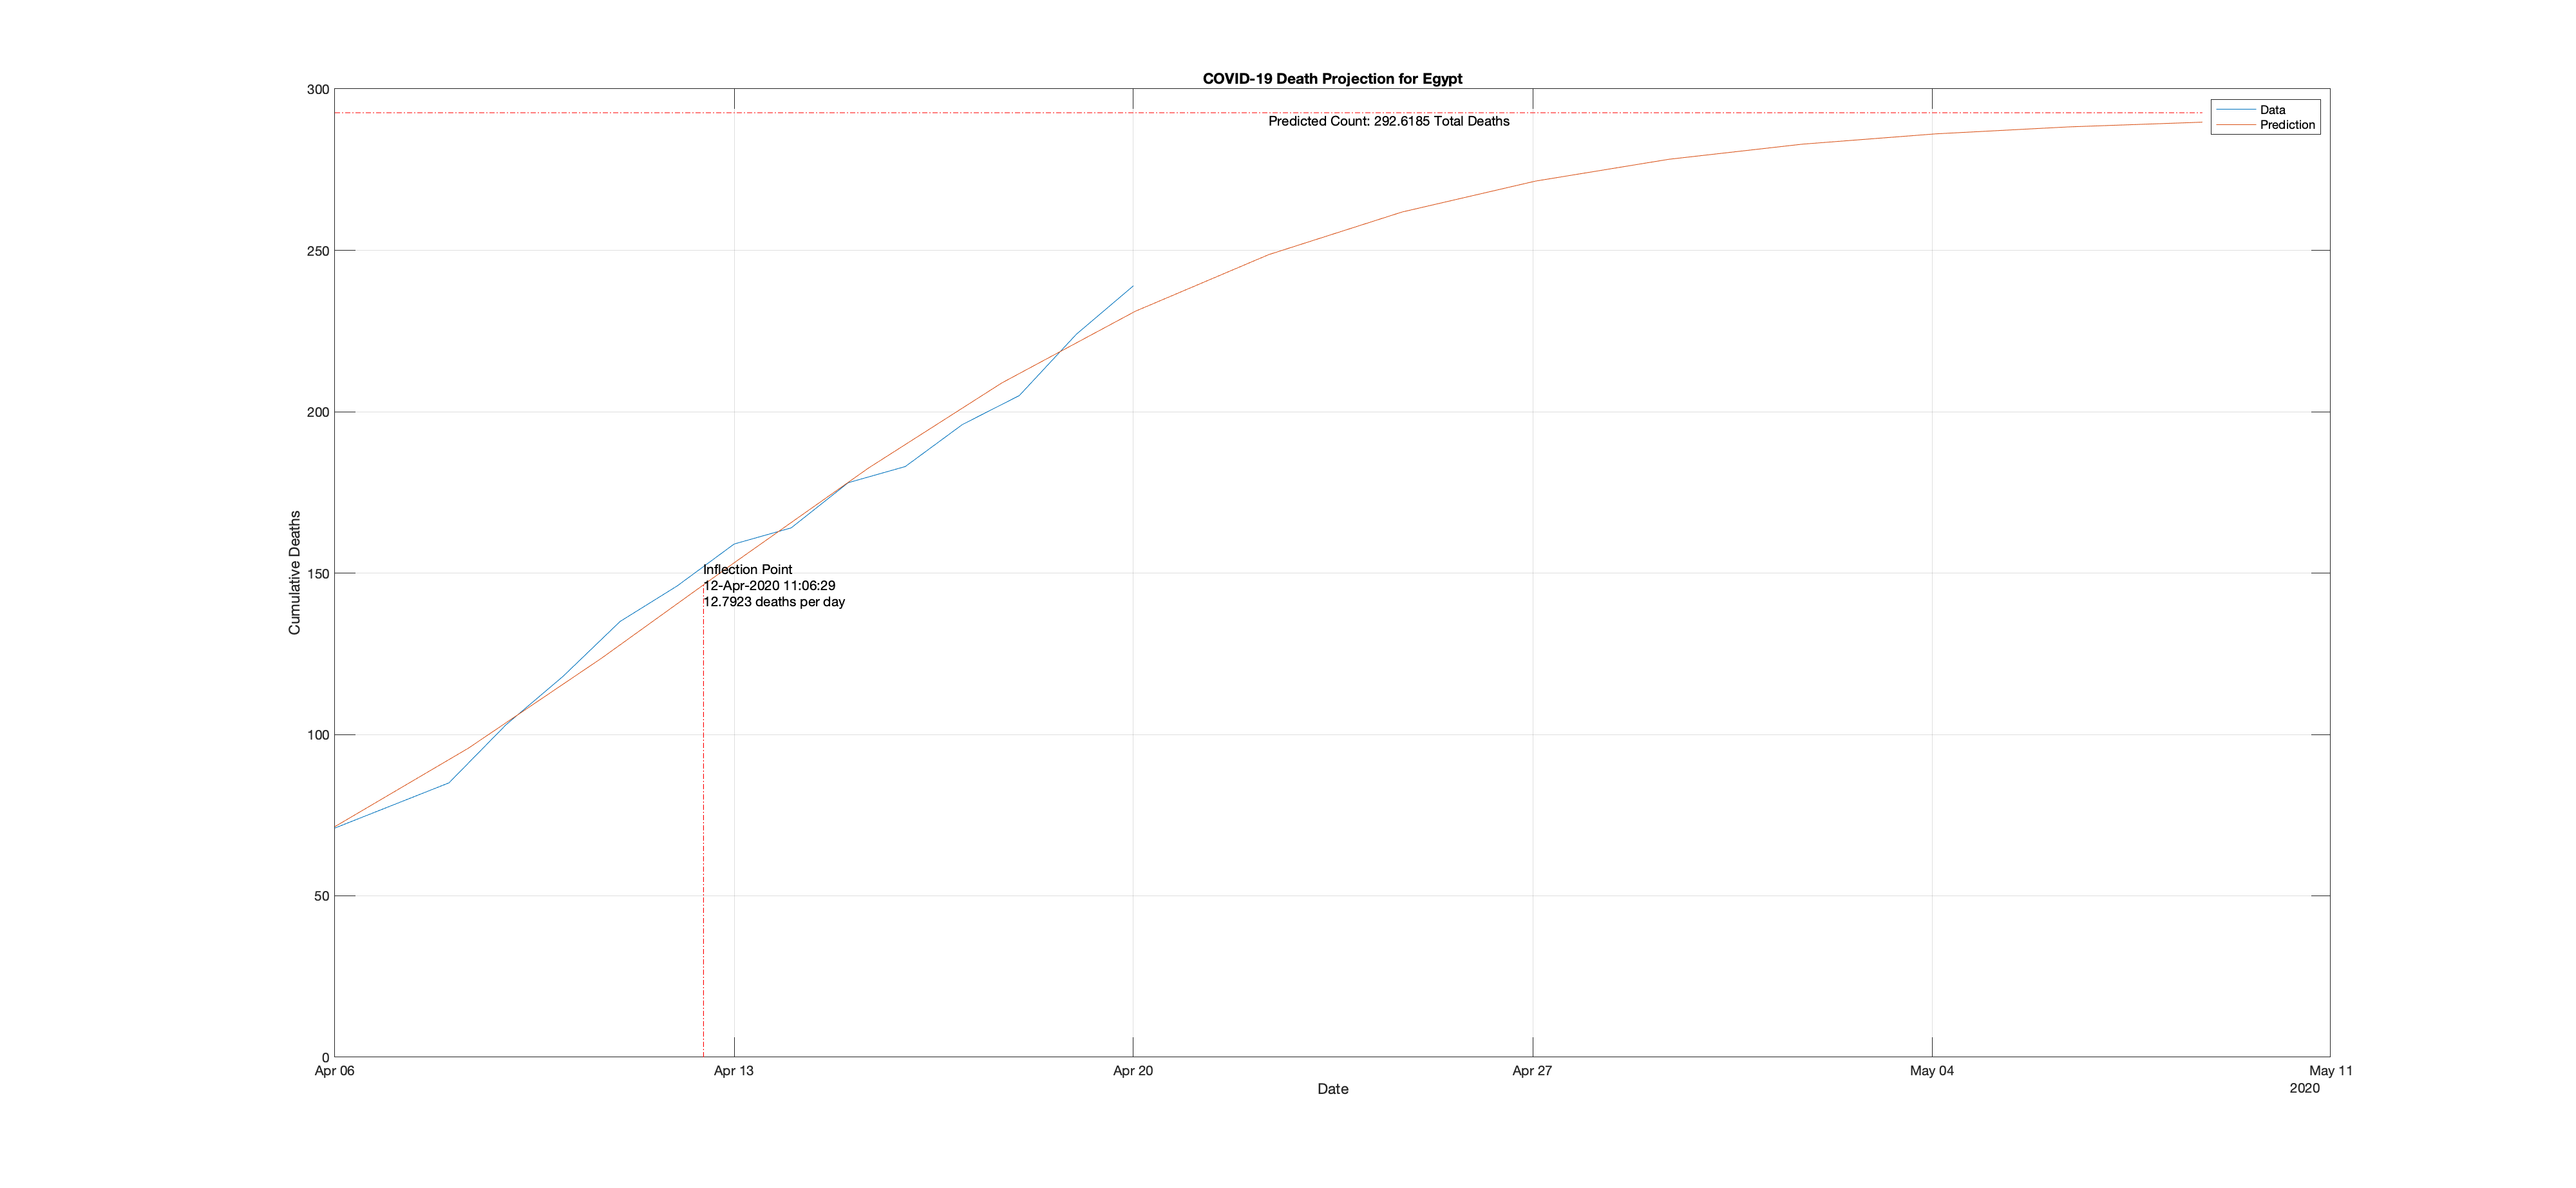 COVID-19 Death Projection for Egypt
300
250
200
150
100
50
0
Cumulative Deaths
Predicted Count: 292.6185 Total Deaths
Data
Prediction
Inflection Point
12-Apr-2020 11:06:29
12.7923 deaths per day
Apr 06
Apr 13
Apr 20
Apr 27
May 04
May 11
2020
Date